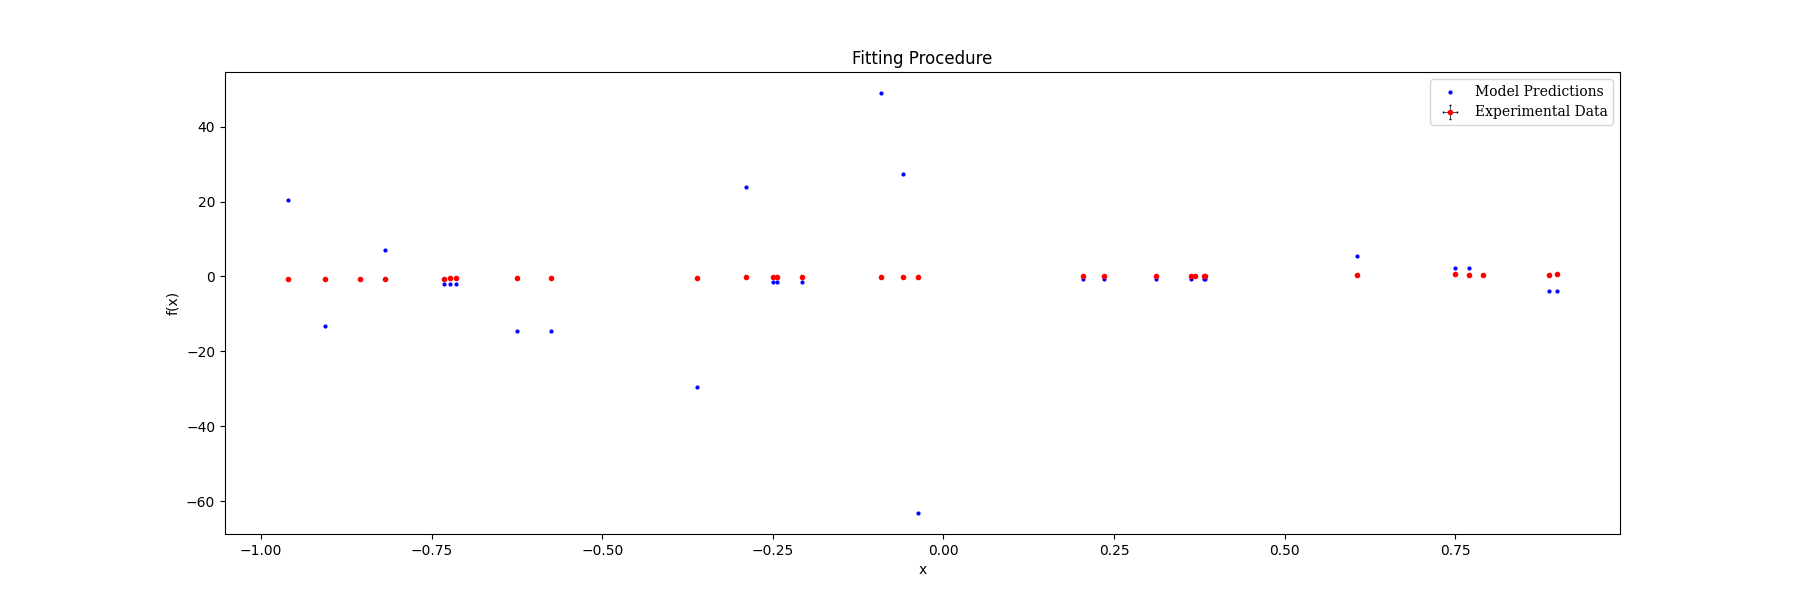 Fitting Procedure
Model Predictions
Experimental Data
40
20
0
−20
−40
−60
f(x)
−1.00 −0.75 −0.50 −0.25 0.00 0.25 0.50 0.75
x